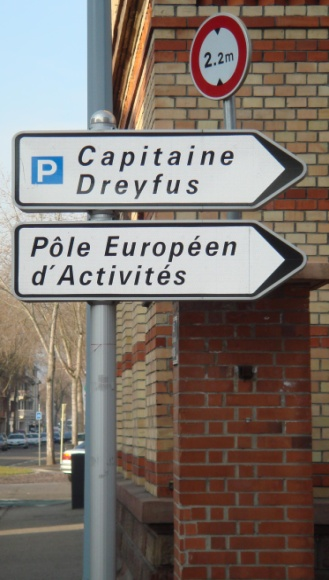 2.2m
P Capitaine
Dreyfus
Pôle Européen
d'Activités